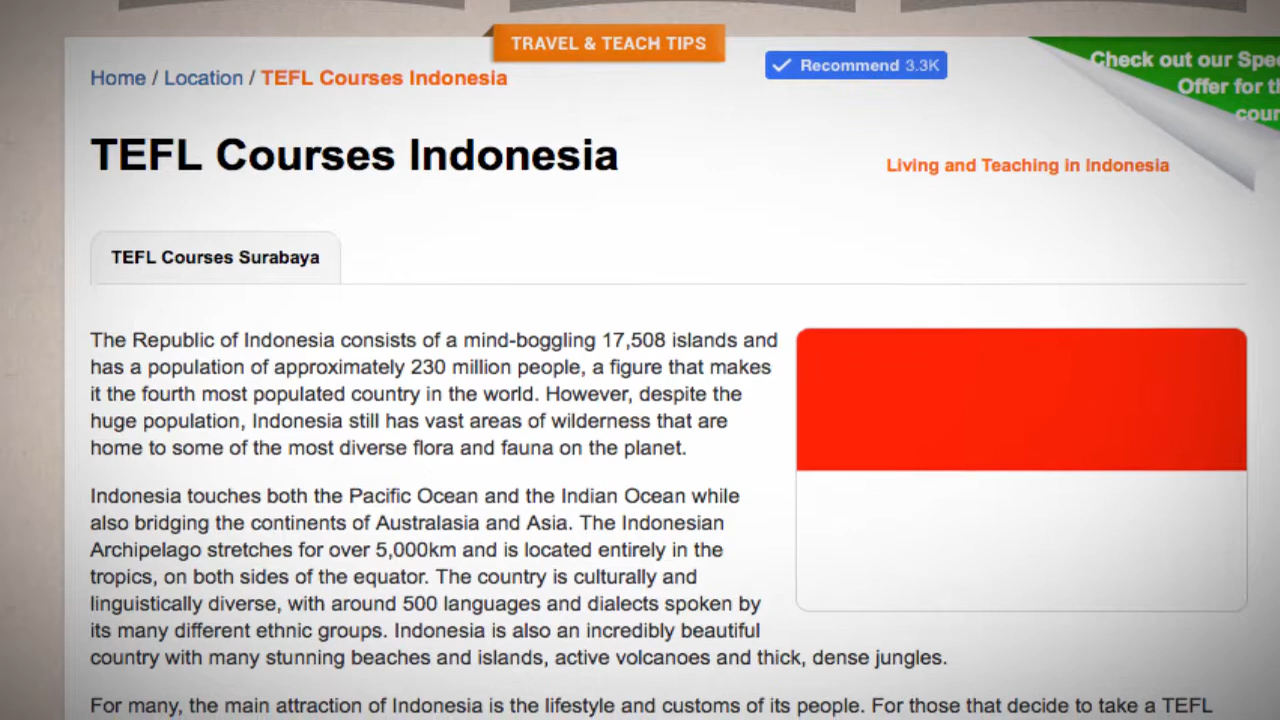 TRAVEL & TEACH TIPS
Home / Location / TEFL Courses Indonesia
Recommend 3.3K
Check out our
Offer for
TEFL Courses Indonesia
Living and Teaching in Indonesia
TEFL Courses Surabaya
The Republic of Indonesia consists of a mind-boggling 17,508 islands and
has a population of approximately 230 million people, a figure that makes
it the fourth most populated country in the world. However, despite the
huge population, Indonesia still has vast areas of wilderness that are
home to some of the most diverse flora and fauna on the planet.
Indonesia touches both the Pacific Ocean and the Indian Ocean while
also bridging the continents of Australasia and Asia. The Indonesian
Archipelago stretches for over 5,000km and is located entirely in the
tropics, on both sides of the equator. The country is culturally and
linguistically diverse, with around 500 languages and dialects spoken by
its many different ethnic groups. Indonesia is also an incredibly beautiful
country with many stunning beaches and islands, active volcanoes and thick, dense jungles.
For many, the main attraction of Indonesia is the lifestyle and customs of its people. For those that decide to take a TEFL